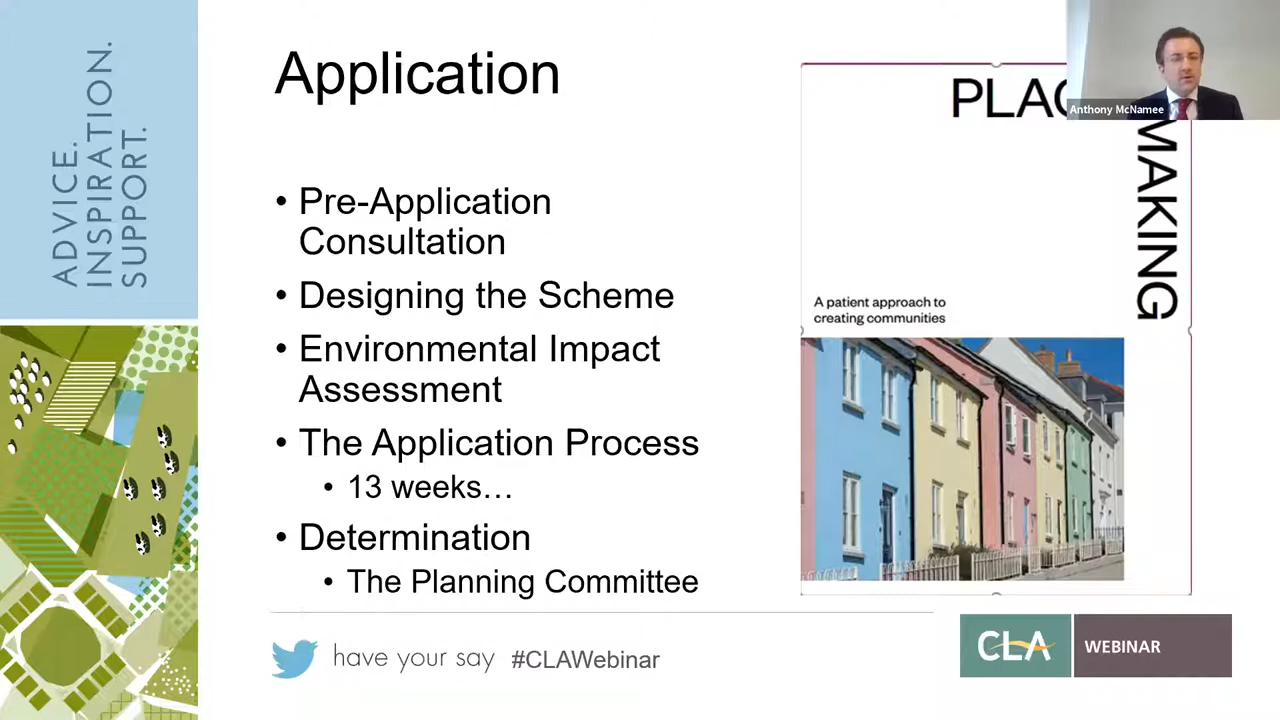 ADVICE.
INSPIRATION.
SUPPORT.
Application
• Pre-Application
Consultation
• Designing the Scheme
• Environmental Impact
Assessment
• The Application Process
• 13 weeks…
• Determination
• The Planning Committee
PLAC
MAKING
A patient approach to
creating communities
Anthony McNamee
have your say #CLAWebinar
CLA WEBINAR